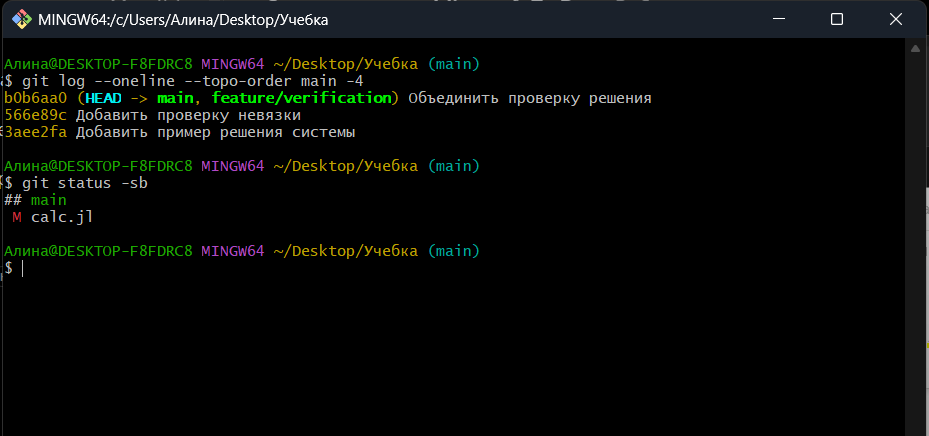 MINGW64:/c/Users/Алина/Desktop/Учебка
Алина@DESKTOP-F8FDRC8 MINGW64 ~/Desktop/Учебка (main)
$ git log --oneline --topo-order main -4
b0b6aa0 (HEAD -> main, feature/verification) Объединить проверку решения
566e89c Добавить проверку невязки
3aee2fa Добавить пример решения системы
Алина@DESKTOP-F8FDRC8 MINGW64 ~/Desktop/Учебка (main)
$ git status -sb
## main
 M calc.jl
Алина@DESKTOP-F8FDRC8 MINGW64 ~/Desktop/Учебка (main)
$